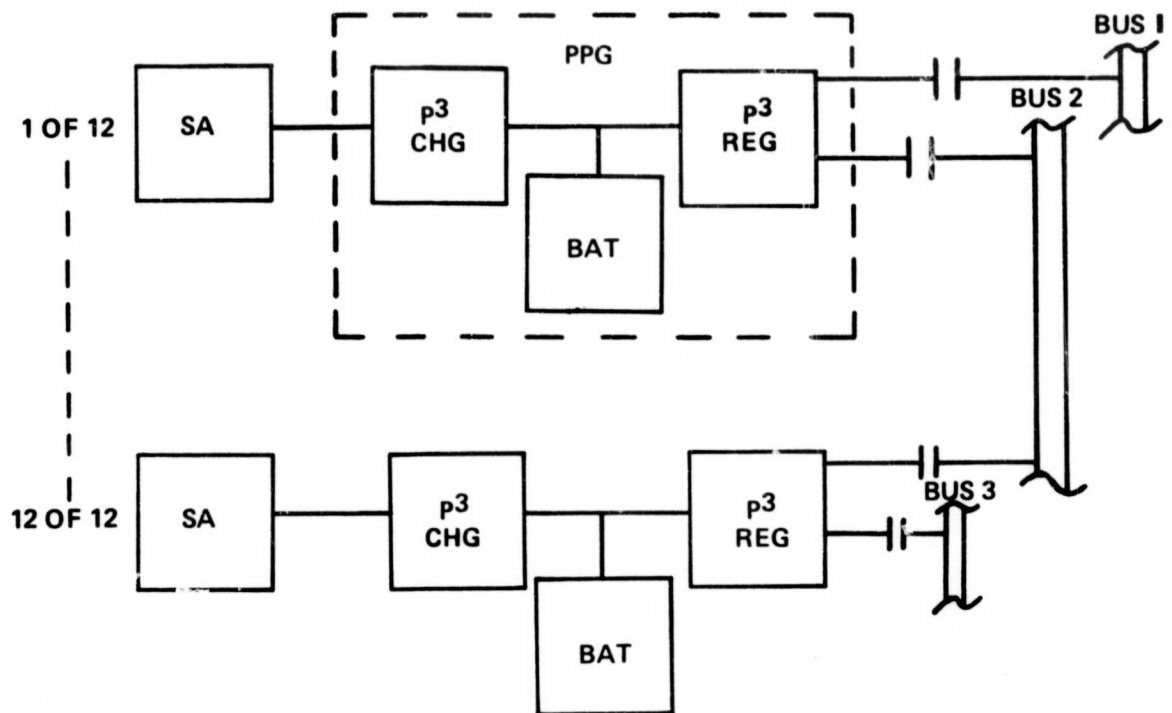 BUS 1
PPG
1 OF 12
SA
P3
CHG
P3
REG
BUS 2
BAT
12 OF 12
SA
P3
CHG
P3
REG
BUS 3
BAT